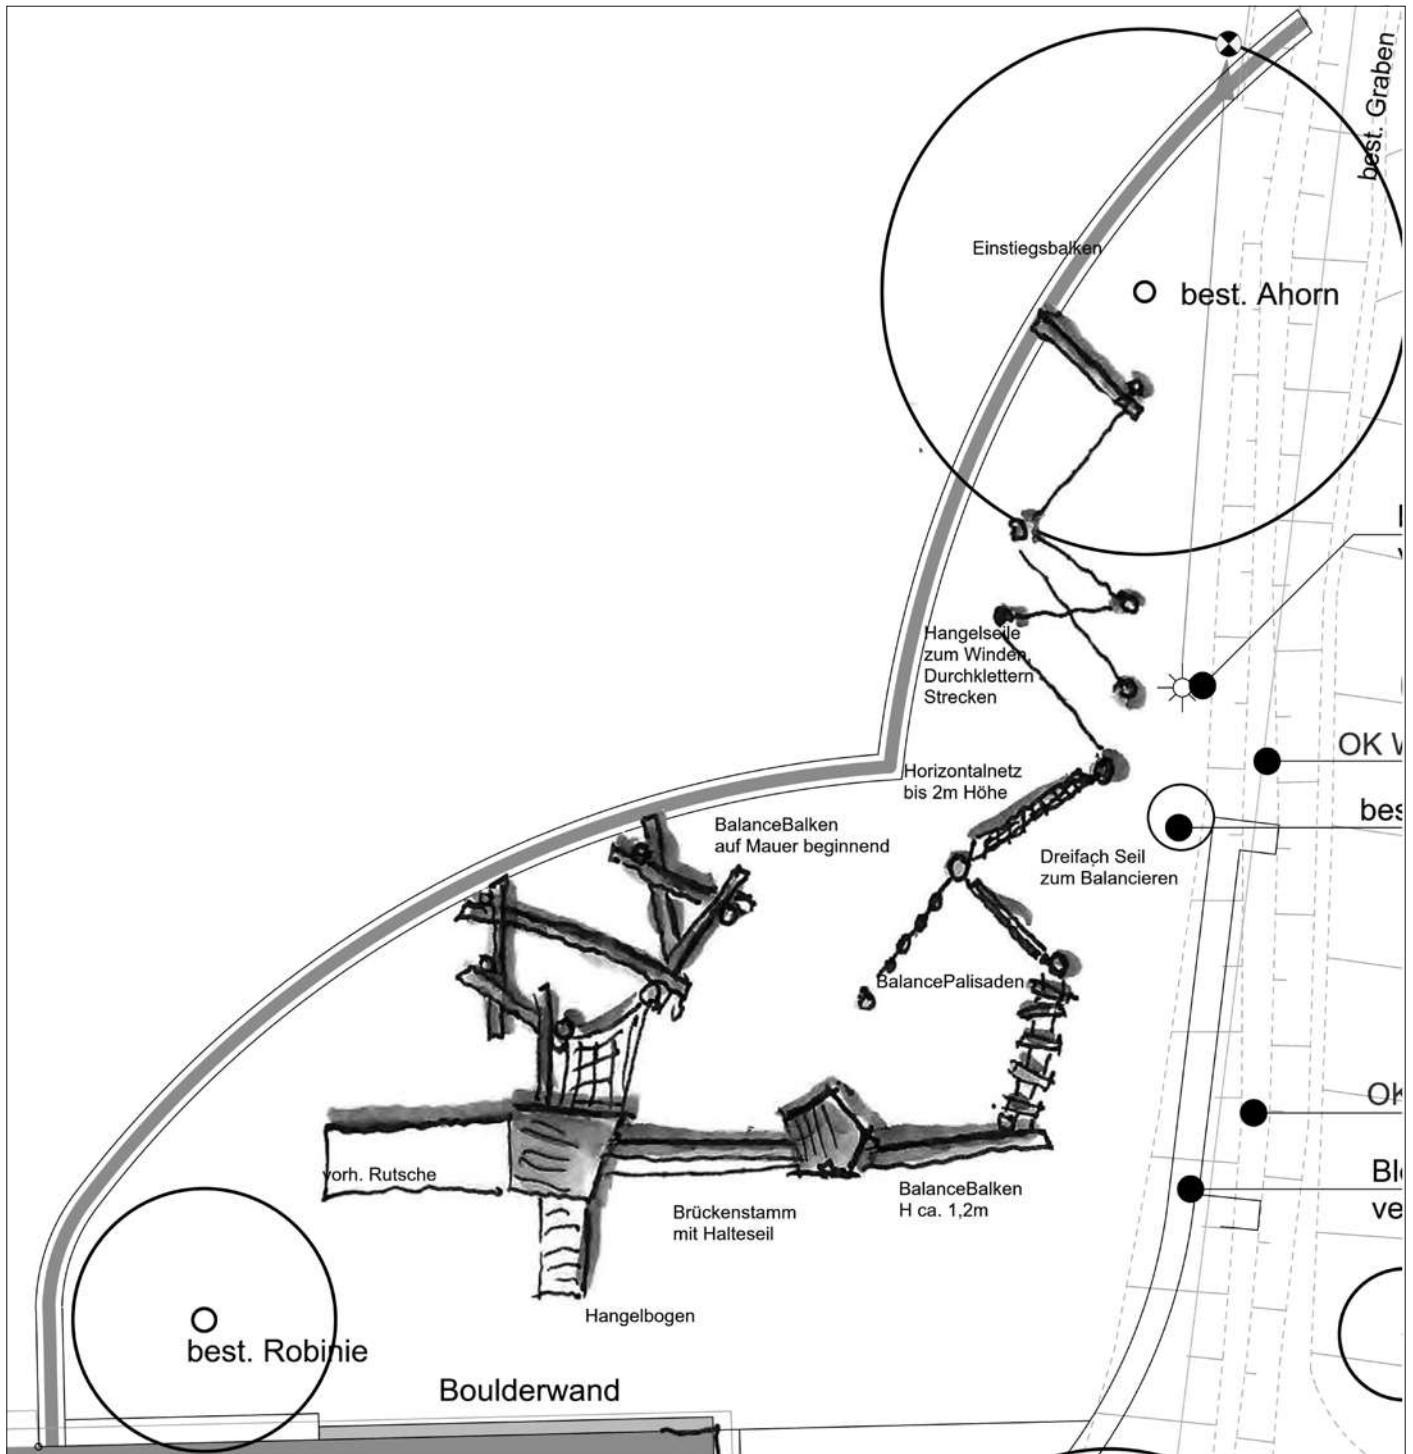 best. Graben
Einstiegsbalken
best. Ahorn
Hangelseile
zum Winden,
Durchklettern
Strecken
OK
Horizontalnetz
bis 2m Höhe
bes
BalanceBalken
auf Mauer beginnend
Dreifach Seil
zum Balancieren
BalancePalisaden
OK
vorh. Rutsche
Brückenstamm
mit Halteseil
BalanceBalken
H ca. 1,2m
Bl
ve
Hangelbogen
best. Robinie
Boulderwand